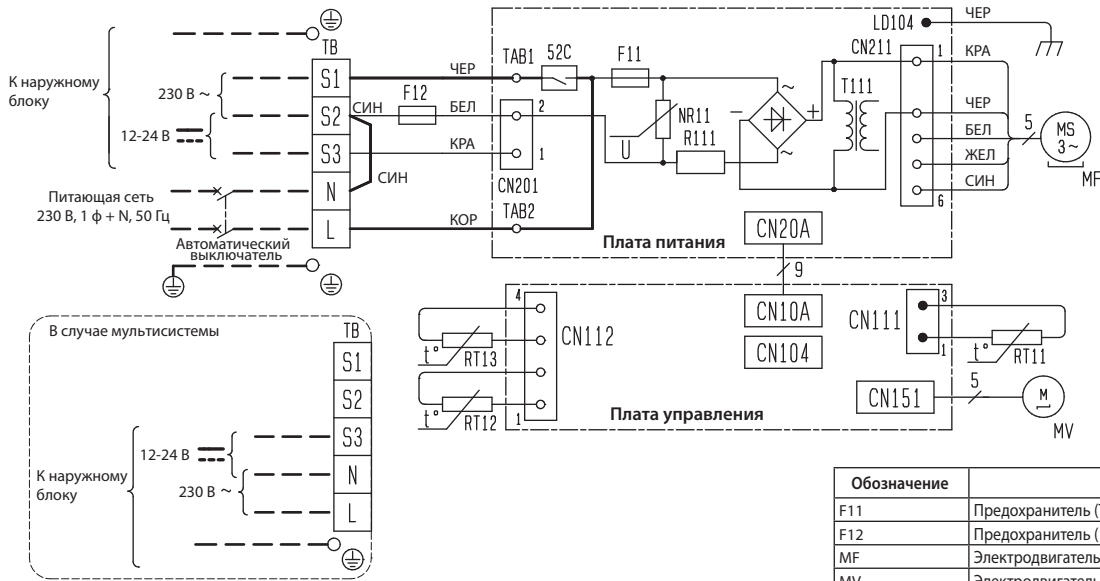 К наружному
блоку
230 В ~
12-24 В
Питающая сеть
230 В, 1 ф + N, 50 Гц
Автоматический
выключатель
TB
S1
S2
S3
N
L
ЧЕР
СИН
F12
БЕЛ
КРА
СИН
КОР
TAB1
52C
2
1
CN201
TAB2
F11
NR11
U
R111
~
−
+
~
T111
LD104
CN211
1
6
ЧЕР
КРА
ЧЕР
БЕЛ
ЖЕЛ
СИН
5
MS
3~
MF
Плата питания
CN20A
9
CN10A
CN104
4
CN112
1
t°
RT13
t°
RT12
CN111
3
1
t°
RT11
CN151
5
M
MV
Плата управления
В случае мультисистемы
TB
S1
S2
S3
N
L
12-24 В
К наружному
блоку
230 В ~
Обозначение
F11
Предохранитель (
F12
Предохранитель (
MF
Электродвигатель
MV
Электродвигатель